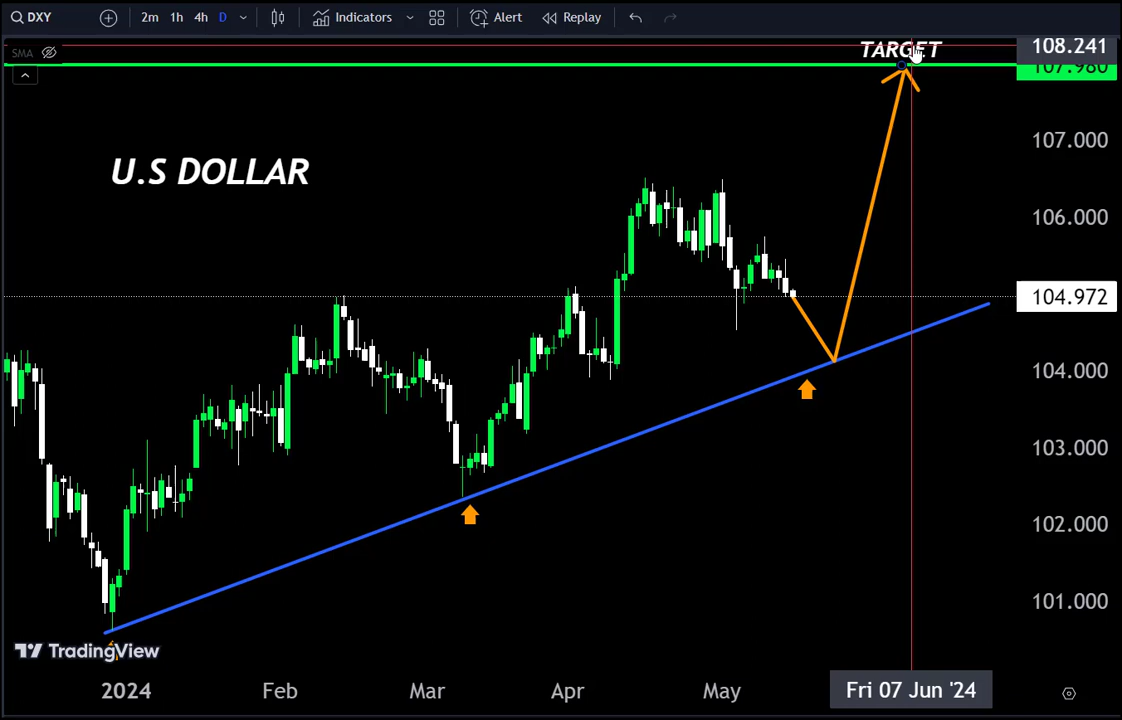 DXY 2m 1h 4h D Indicators Alert Replay
SMA
TARGET
108.241
107.980
107.000
U.S DOLLAR
106.000
104.972
104.000
103.000
102.000
101.000
TradingView
2024 Feb Mar Apr May Fri 07 Jun '24